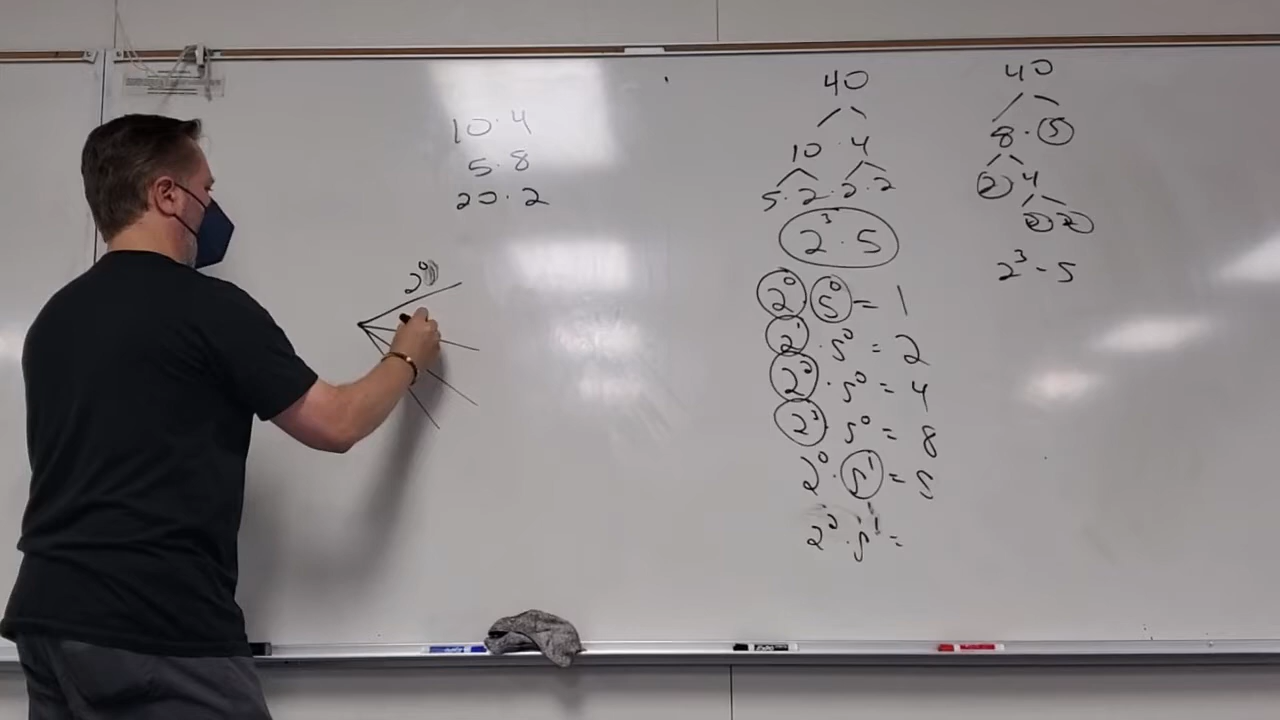 10·4
5·8
20·2
2⁰
40
10·4
5·2·2·2
2³·5
2⁰ 5⁰ = 1
2¹·5⁰ = 2
2²·5⁰ = 4
2³·5⁰ = 8
2⁰·5¹ = 5
2⁰·5¹ =
40
8·5
2 4
2 2
2³·5